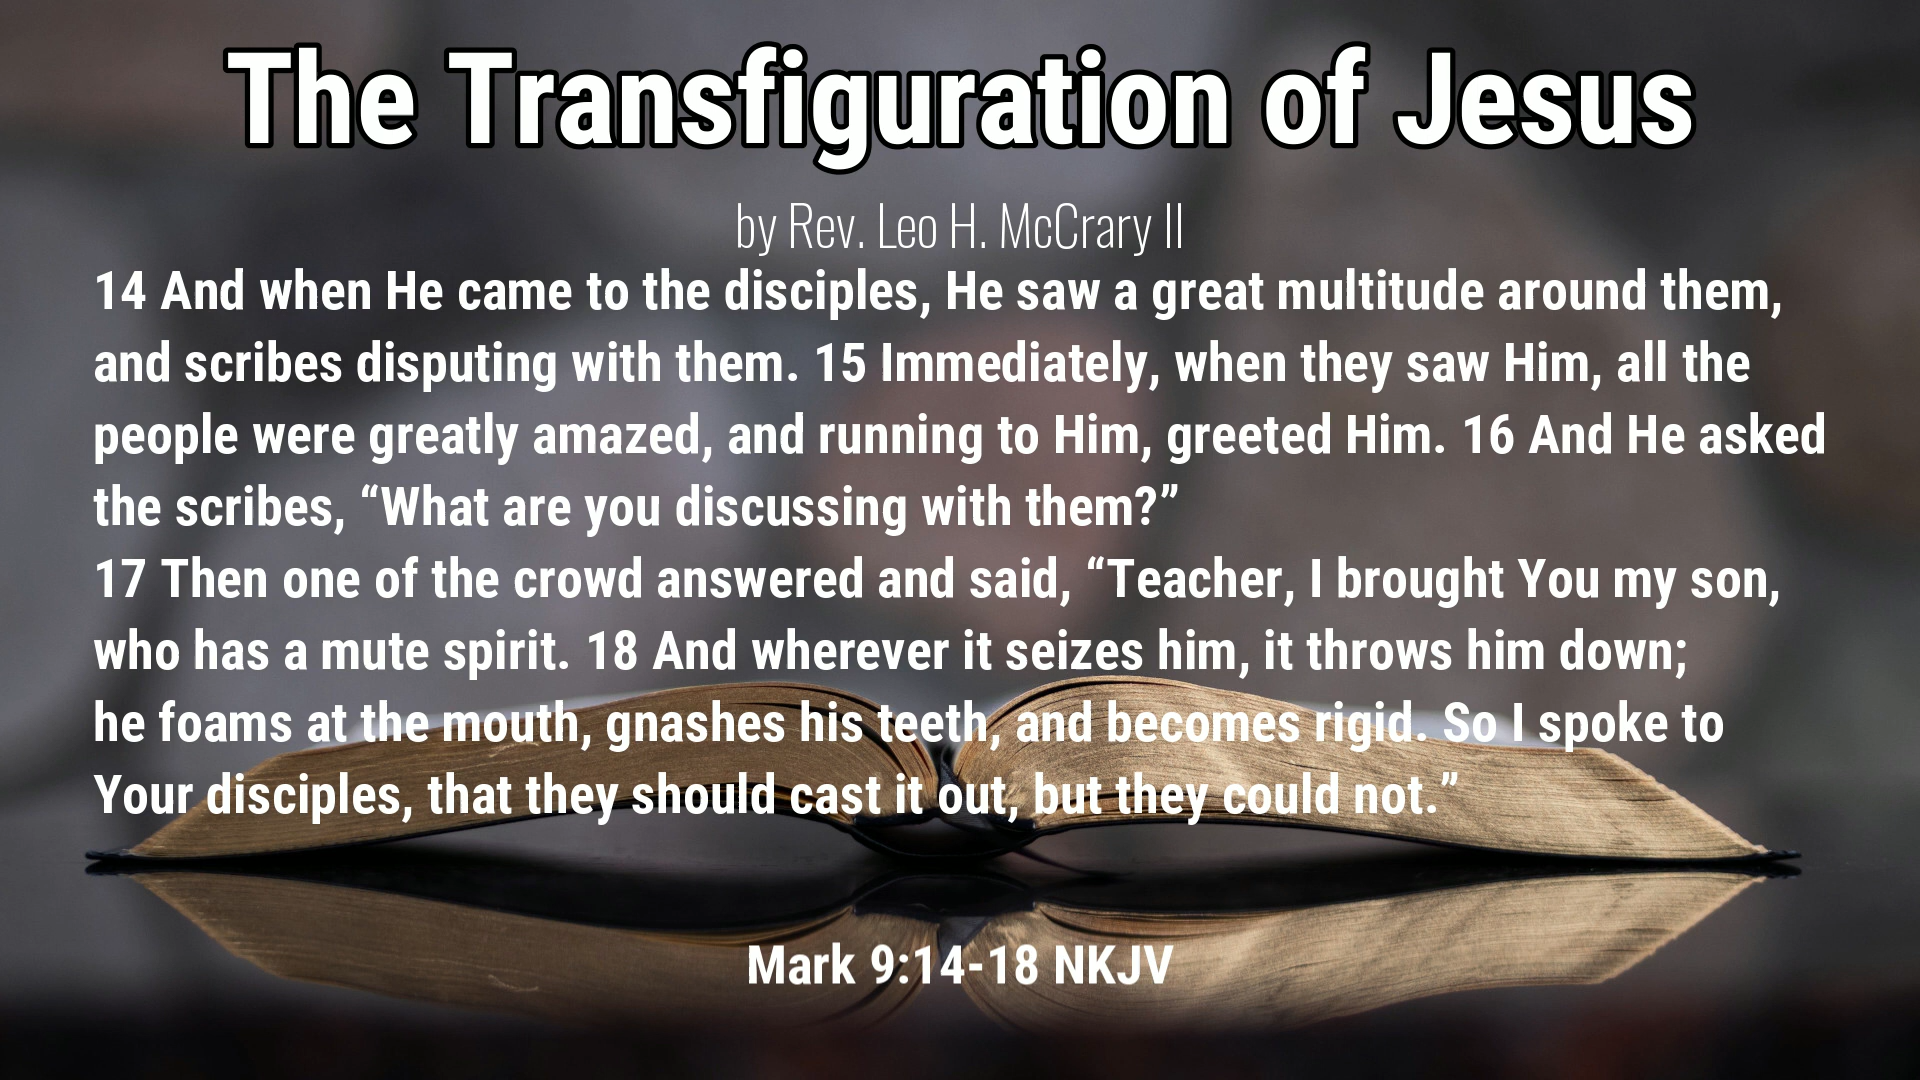 The Transfiguration of Jesus
by Rev. Leo H. McCrary II
14 And when He came to the disciples, He saw a great multitude around them,
and scribes disputing with them. 15 Immediately, when they saw Him, all the
people were greatly amazed, and running to Him, greeted Him. 16 And He asked
the scribes, “What are you discussing with them?”
17 Then one of the crowd answered and said, “Teacher, I brought You my son,
who has a mute spirit. 18 And wherever it seizes him, it throws him down;
he foams at the mouth, gnashes his teeth, and becomes rigid. So I spoke to
Your disciples, that they should cast it out, but they could not.”
Mark 9:14-18 NKJV